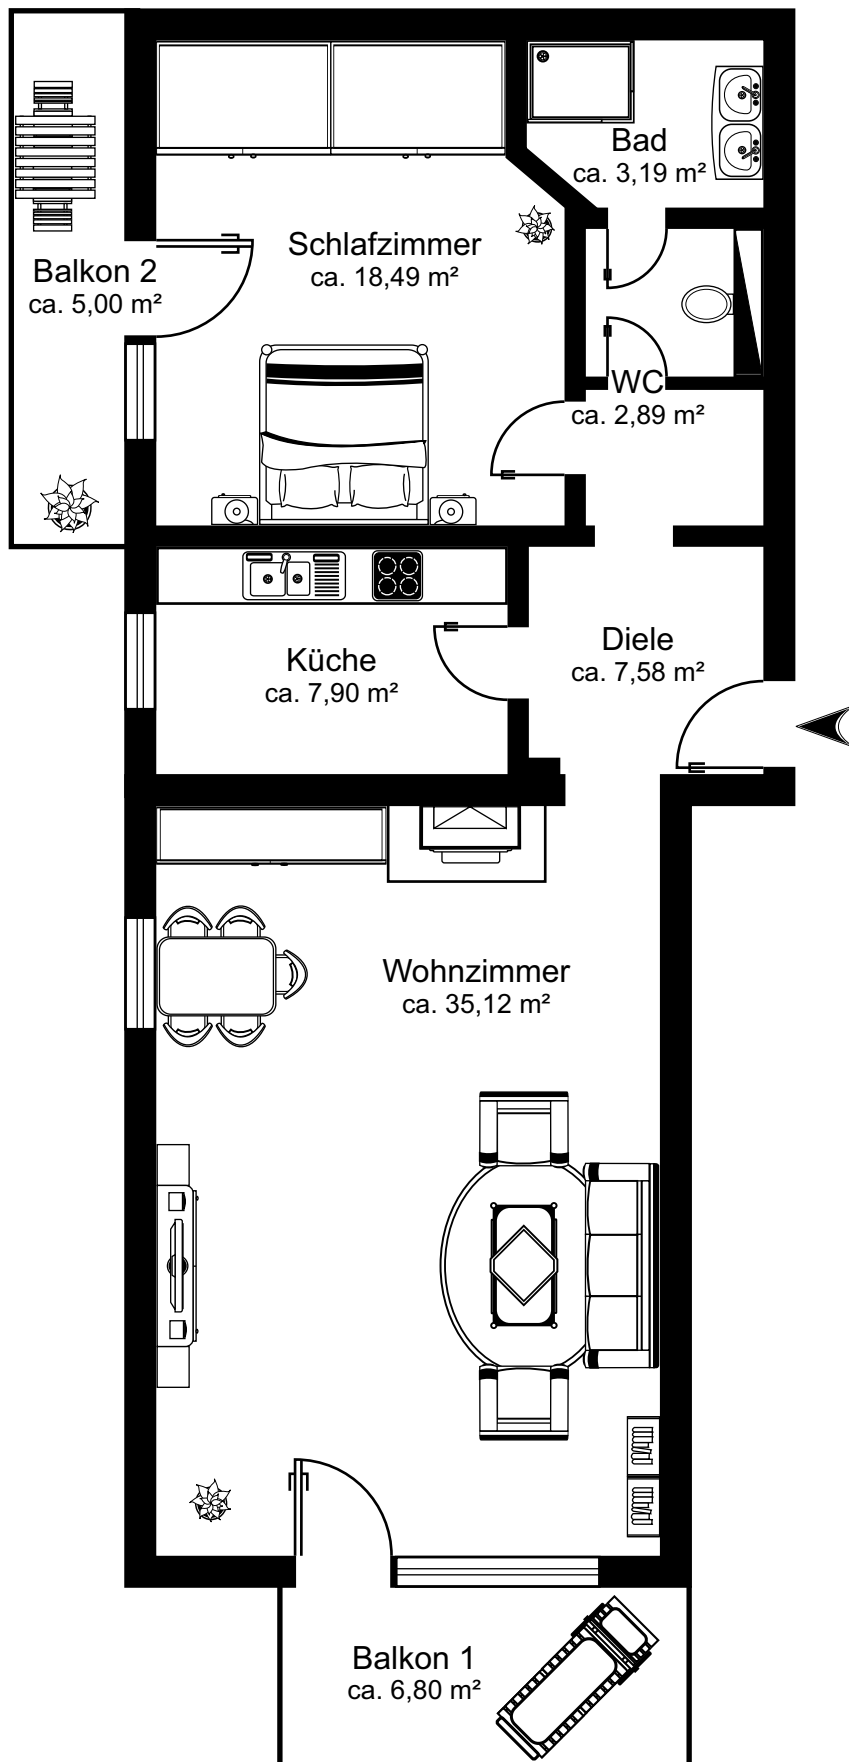 Bad
ca. 3,19 m²
Schlafzimmer
ca. 18,49 m²
Balkon 2
ca. 5,00 m²
WC
ca. 2,89 m²
Küche
ca. 7,90 m²
Diele
ca. 7,58 m²
Wohnzimmer
ca. 35,12 m²
Balkon 1
ca. 6,80 m²